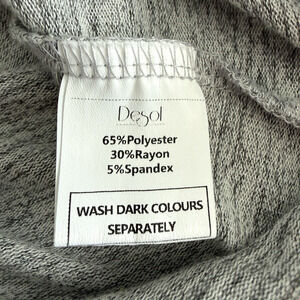 Desol
65%Polyester
30%Rayon
5%Spandex
WASH DARK COLOURS
SEPARATELY